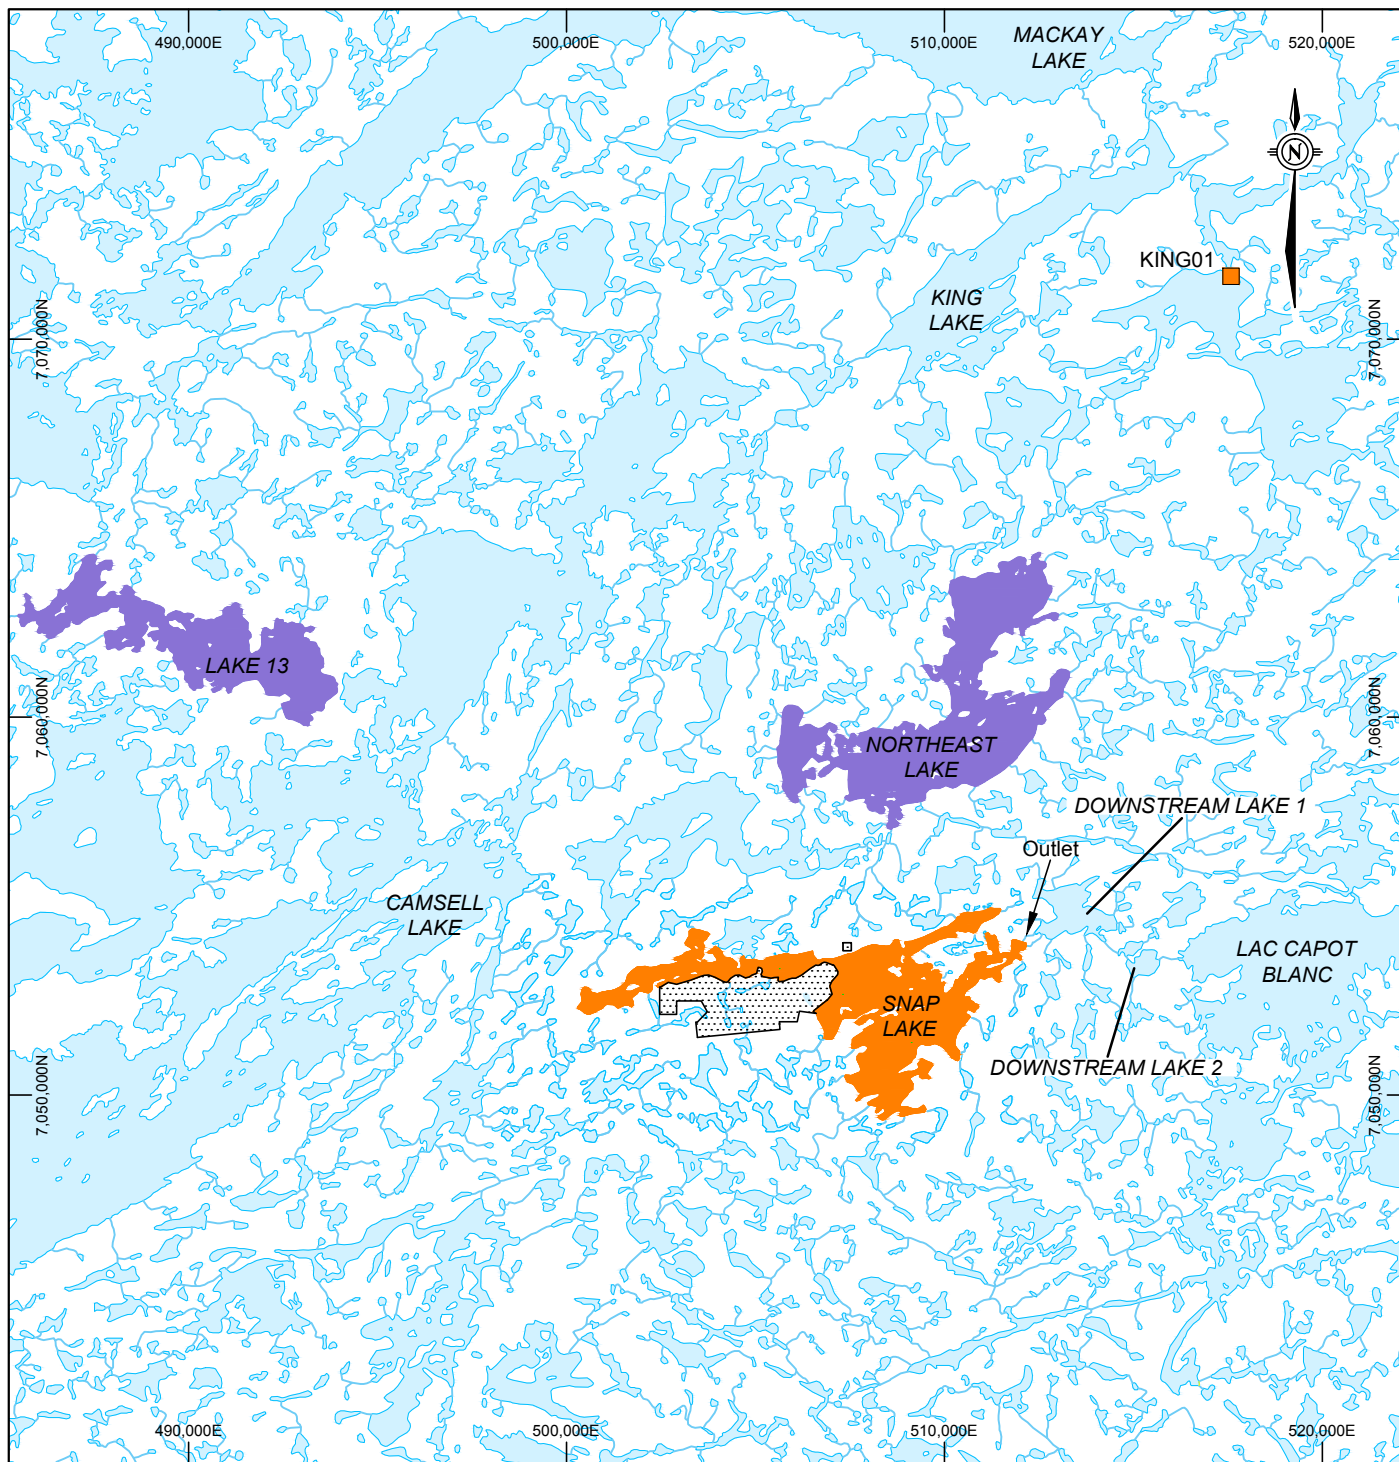 490,000E
500,000E
510,000E
520,000E
MACKAY
LAKE
N
KING01
KING
LAKE
7,070,000N
7,070,000N
LAKE 13
7,060,000N
7,060,000N
NORTHEAST
LAKE
DOWNSTREAM LAKE 1
Outlet
CAMSELL
LAKE
LAC CAPOT
BLANC
SNAP
LAKE
DOWNSTREAM LAKE 2
7,050,000N
7,050,000N
490,000E
500,000E
510,000E
520,000E